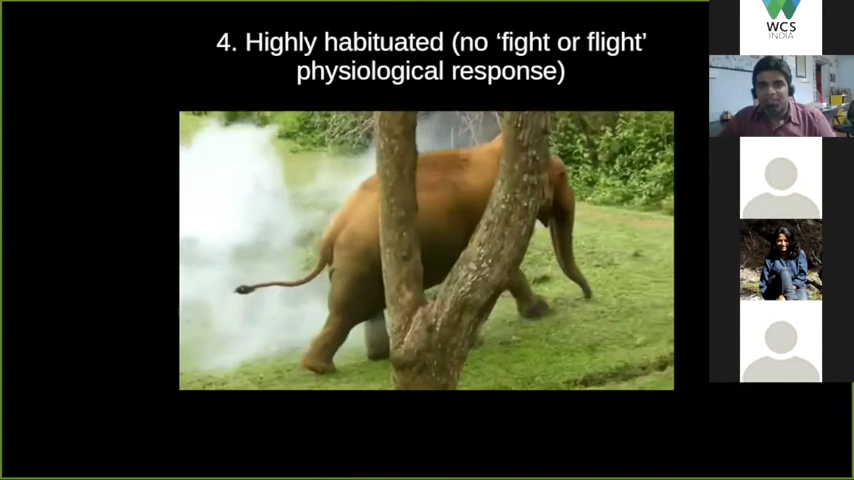 4. Highly habituated (no ‘fight or flight’
physiological response)
WCS
INDIA